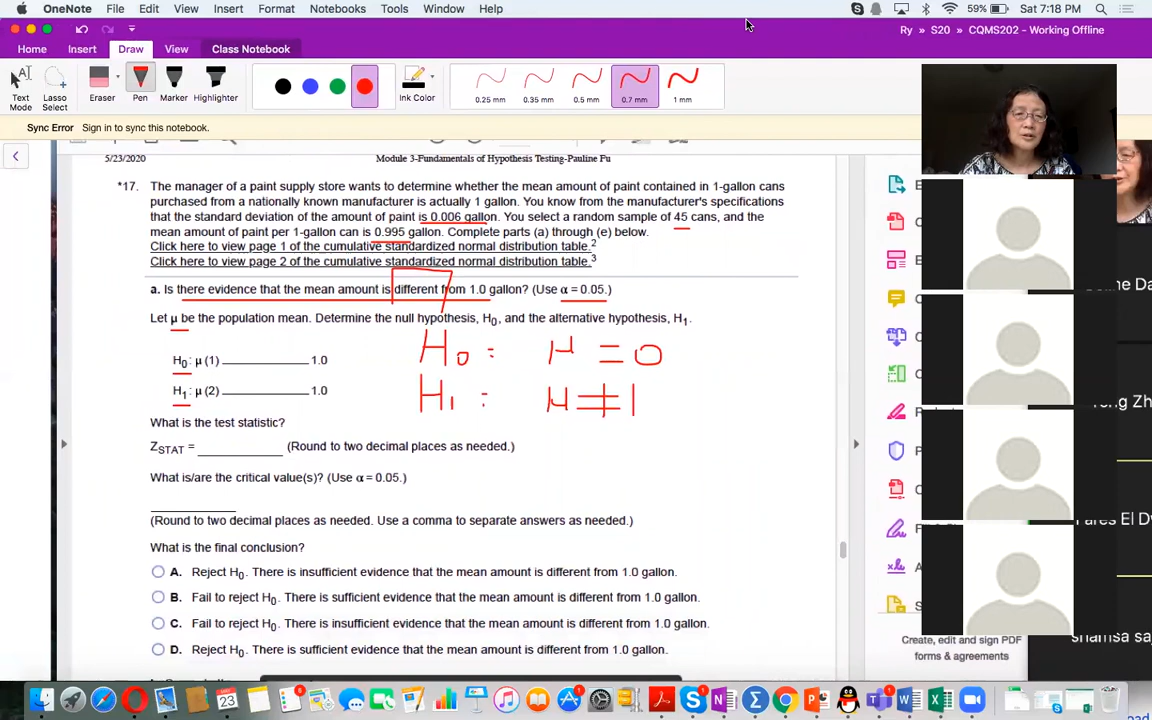 OneNote File Edit View Insert Format Notebooks Tools Window Help 59% Sat 7:18 PM
Ry » S20 » CQMS202 - Working Offline
Home Insert Draw View Class Notebook
Text Mode Lasso Select Eraser Pen Marker Highlighter Ink Color 0.25 mm 0.35 mm 0.5 mm 0.7 mm 1 mm
Sync Error Sign in to sync this notebook.
5/23/2020 Module 3-Fundamentals of Hypothesis Testing-Pauline Fu
*17. The manager of a paint supply store wants to determine whether the mean amount of paint contained in 1-gallon cans
purchased from a nationally known manufacturer is actually 1 gallon. You know from the manufacturer's specifications
that the standard deviation of the amount of paint is 0.006 gallon. You select a random sample of 45 cans, and the
mean amount of paint per 1-gallon can is 0.995 gallon. Complete parts (a) through (e) below.
Click here to view page 1 of the cumulative standardized normal distribution table.2
Click here to view page 2 of the cumulative standardized normal distribution table.3
a. Is there evidence that the mean amount is different from 1.0 gallon? (Use α = 0.05.)
Let μ be the population mean. Determine the null hypothesis, H0, and the alternative hypothesis, H1.
H0: μ (1) ______ 1.0
H0: μ = 0
H1: μ (2) ______ 1.0
H1: μ ≠ 1
What is the test statistic?
ZSTAT = ______ (Round to two decimal places as needed.)
What is/are the critical value(s)? (Use α = 0.05.)
______
(Round to two decimal places as needed. Use a comma to separate answers as needed.)
What is the final conclusion?
A. Reject H0. There is insufficient evidence that the mean amount is different from 1.0 gallon.
B. Fail to reject H0. There is sufficient evidence that the mean amount is different from 1.0 gallon.
C. Fail to reject H0. There is insufficient evidence that the mean amount is different from 1.0 gallon.
D. Reject H0. There is sufficient evidence that the mean amount is different from 1.0 gallon.
Create, edit and sign PDF
forms & agreements